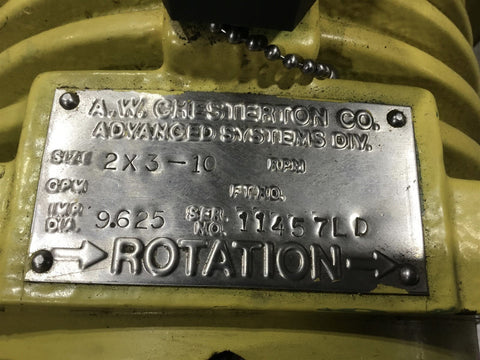 A.W. CHESTERTON CO.
ADVANCED SYSTEMS DIV.
SIZE 2X3-10 RPM
GPM FT HD.
IMP. DIA. 9.625 SER. NO. 11457LD
ROTATION